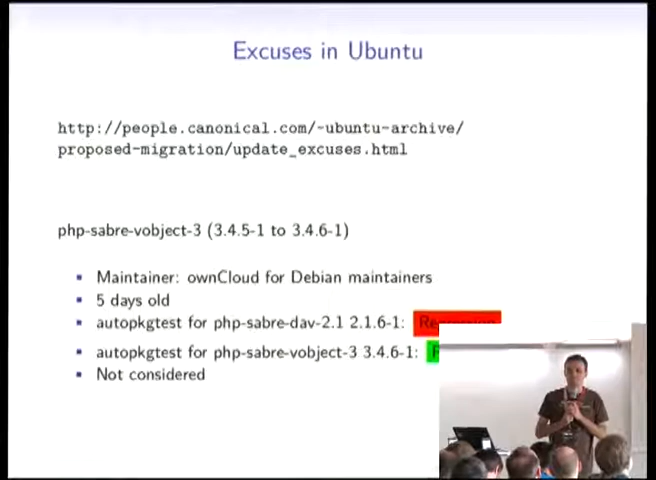 Excuses in Ubuntu
http://people.canonical.com/~ubuntu-archive/
proposed-migration/update_excuses.html
php-sabre-vobject-3 (3.4.5-1 to 3.4.6-1)
Maintainer: ownCloud for Debian maintainers
5 days old
autopkgtest for php-sabre-dav-2.1 2.1.6-1:
autopkgtest for php-sabre-vobject-3 3.4.6-1:
Not considered